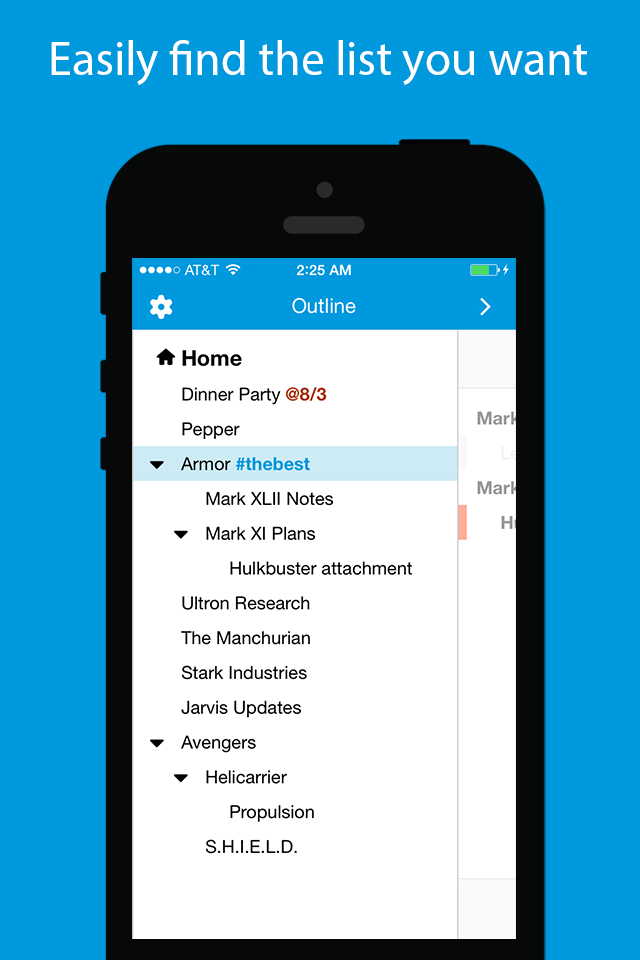 Easily find the list you want
AT&T 2:25 AM
Outline
Home
Dinner Party @8/3
Pepper
Armor #thebest
Mark XLII Notes
Mark XI Plans
Hulkbuster attachment
Ultron Research
The Manchurian
Stark Industries
Jarvis Updates
Avengers
Helicarrier
Propulsion
S.H.I.E.L.D.
Mark
Le
Mark